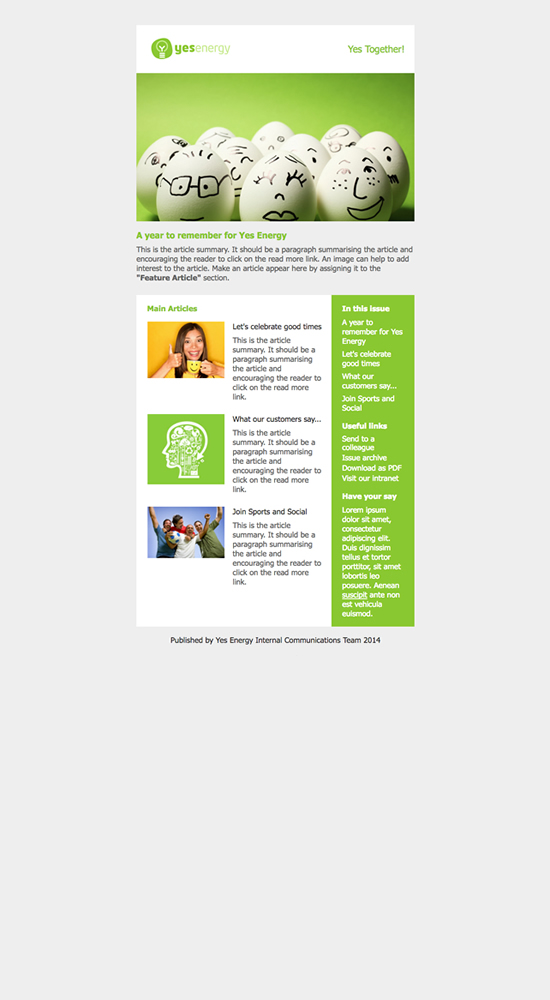 yesenergy
Yes Together!
A year to remember for Yes Energy
This is the article summary. It should be a paragraph summarising the article and
encouraging the reader to click on the read more link. An image can help to add
interest to the article. Make an article appear here by assigning it to the
"Feature Article" section.
Main Articles
Let's celebrate good times
This is the article
summary. It should be a
paragraph summarising
the article and
encouraging the reader to
click on the read more
link.
What our customers say...
This is the article
summary. It should be a
paragraph summarising
the article and
encouraging the reader to
click on the read more
link.
Join Sports and Social
This is the article
summary. It should be a
paragraph summarising
the article and
encouraging the reader to
click on the read more
link.
In this issue
A year to
remember for Yes
Energy
Let's celebrate
good times
What our
customers say...
Join Sports and
Social
Useful links
Send to a
colleague
Issue archive
Download as PDF
Visit our intranet
Have your say
Lorem ipsum
dolor sit amet,
consectetur
adipiscing elit.
Duis dignissim
tellus et tortor
porttitor, sit amet
lobortis leo
posuere. Aenean
suscipit ante non
est vehicula
euismod.
Published by Yes Energy Internal Communications Team 2014